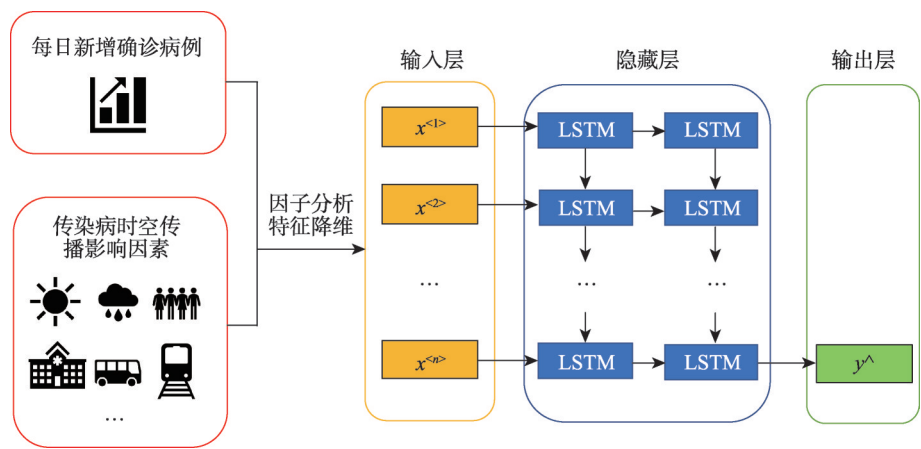 每日新增确诊病例
传染病时空传
播影响因素
…
因子分析
特征降维
输入层
隐藏层
输出层
x<1>
LSTM
LSTM
x<2>
LSTM
LSTM
…
…
…
x<n>
LSTM
LSTM
y^